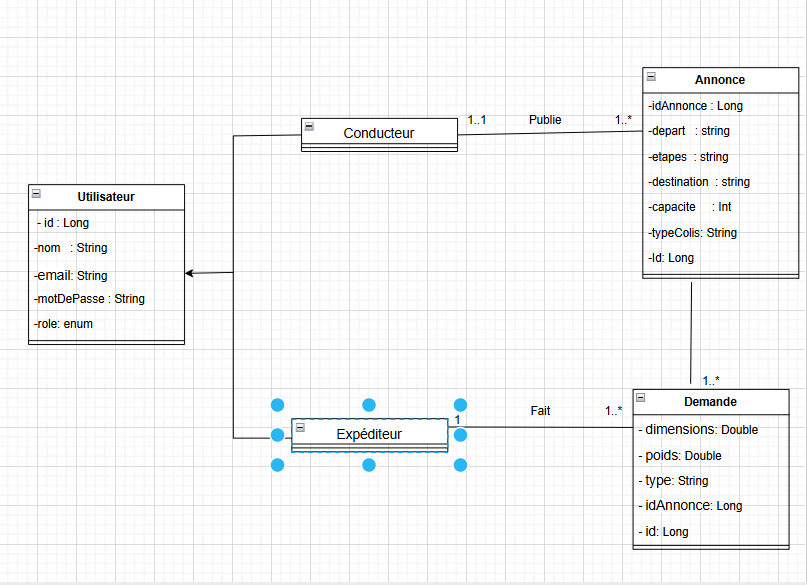 Annonce
-idAnnonce : Long
-depart : string
-etapes : string
-destination : string
-capacite : Int
-typeColis: String
-Id: Long
1..1 Publie 1..*
Conducteur
Utilisateur
- id : Long
-nom : String
-email: String
-motDePasse : String
-role: enum
1..*
Demande
- dimensions: Double
- poids: Double
- type: String
- idAnnonce: Long
- id: Long
1 Fait 1..*
Expéditeur